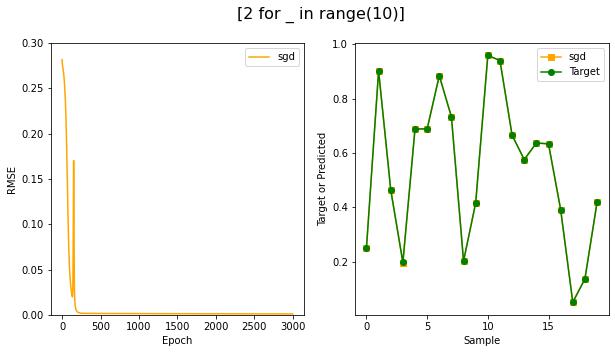 [2 for _ in range(10)]
0.30
0.25
0.20
0.15
0.10
0.05
0.00
RMSE
0 500 1000 1500 2000 2500 3000
Epoch
sgd
1.0
0.8
0.6
0.4
0.2
Target or Predicted
0 5 10 15
Sample
sgd
Target